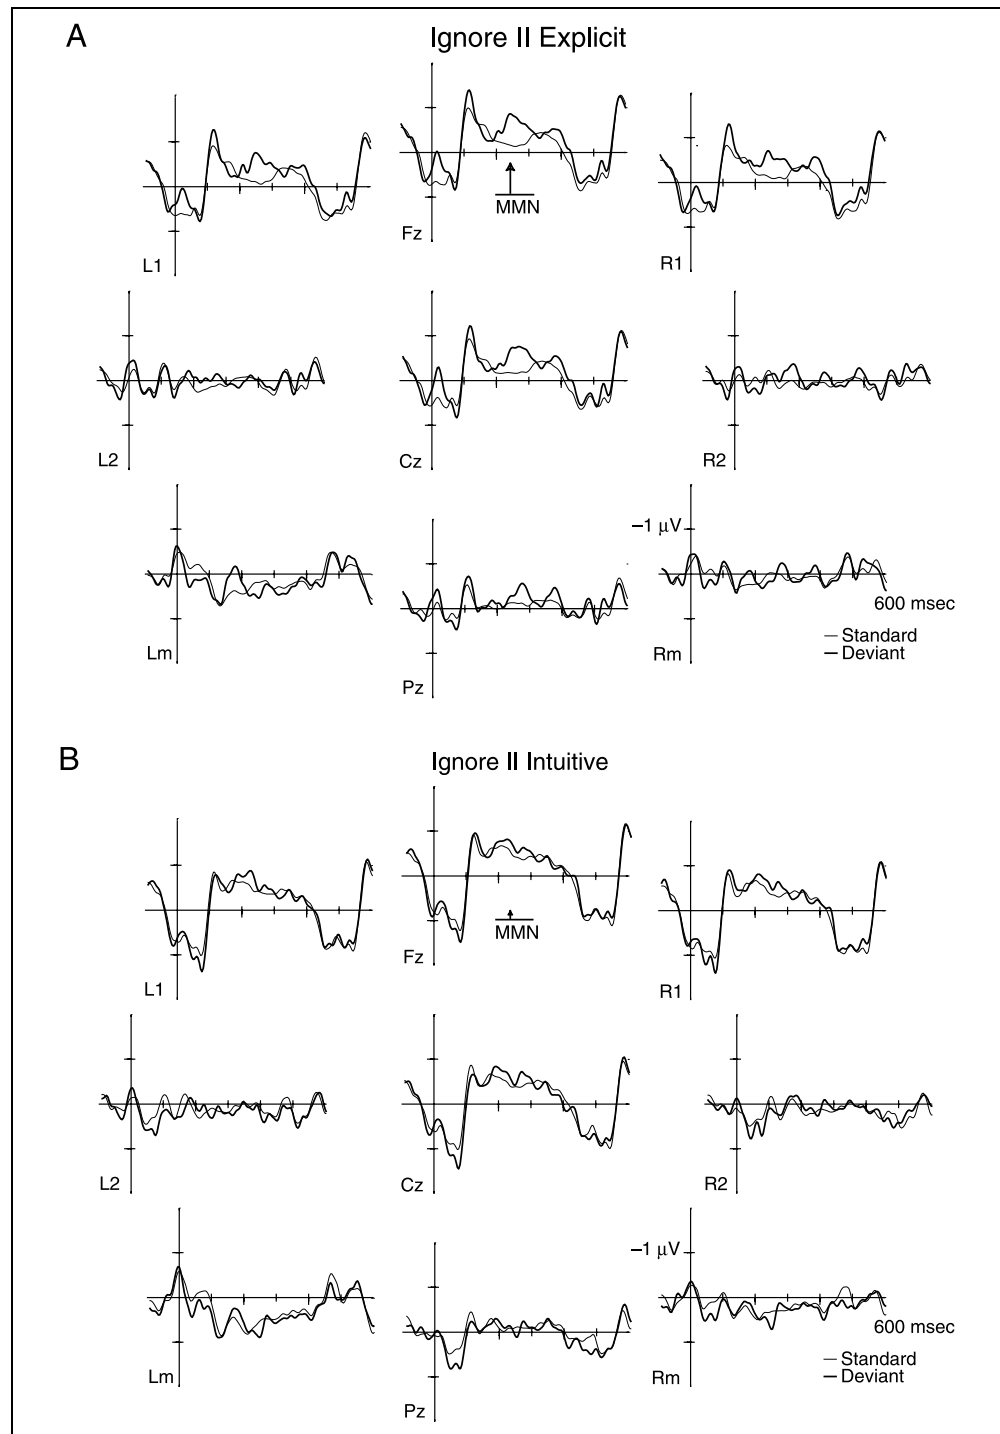 A
Ignore II Explicit
MMN
Fz
L1
R1
L2
Cz
R2
−1 μV
600 msec
Standard
Deviant
Lm
Rm
Pz
B
Ignore II Intuitive
MMN
Fz
L1
R1
L2
Cz
R2
−1 μV
600 msec
Standard
Deviant
Lm
Rm
Pz